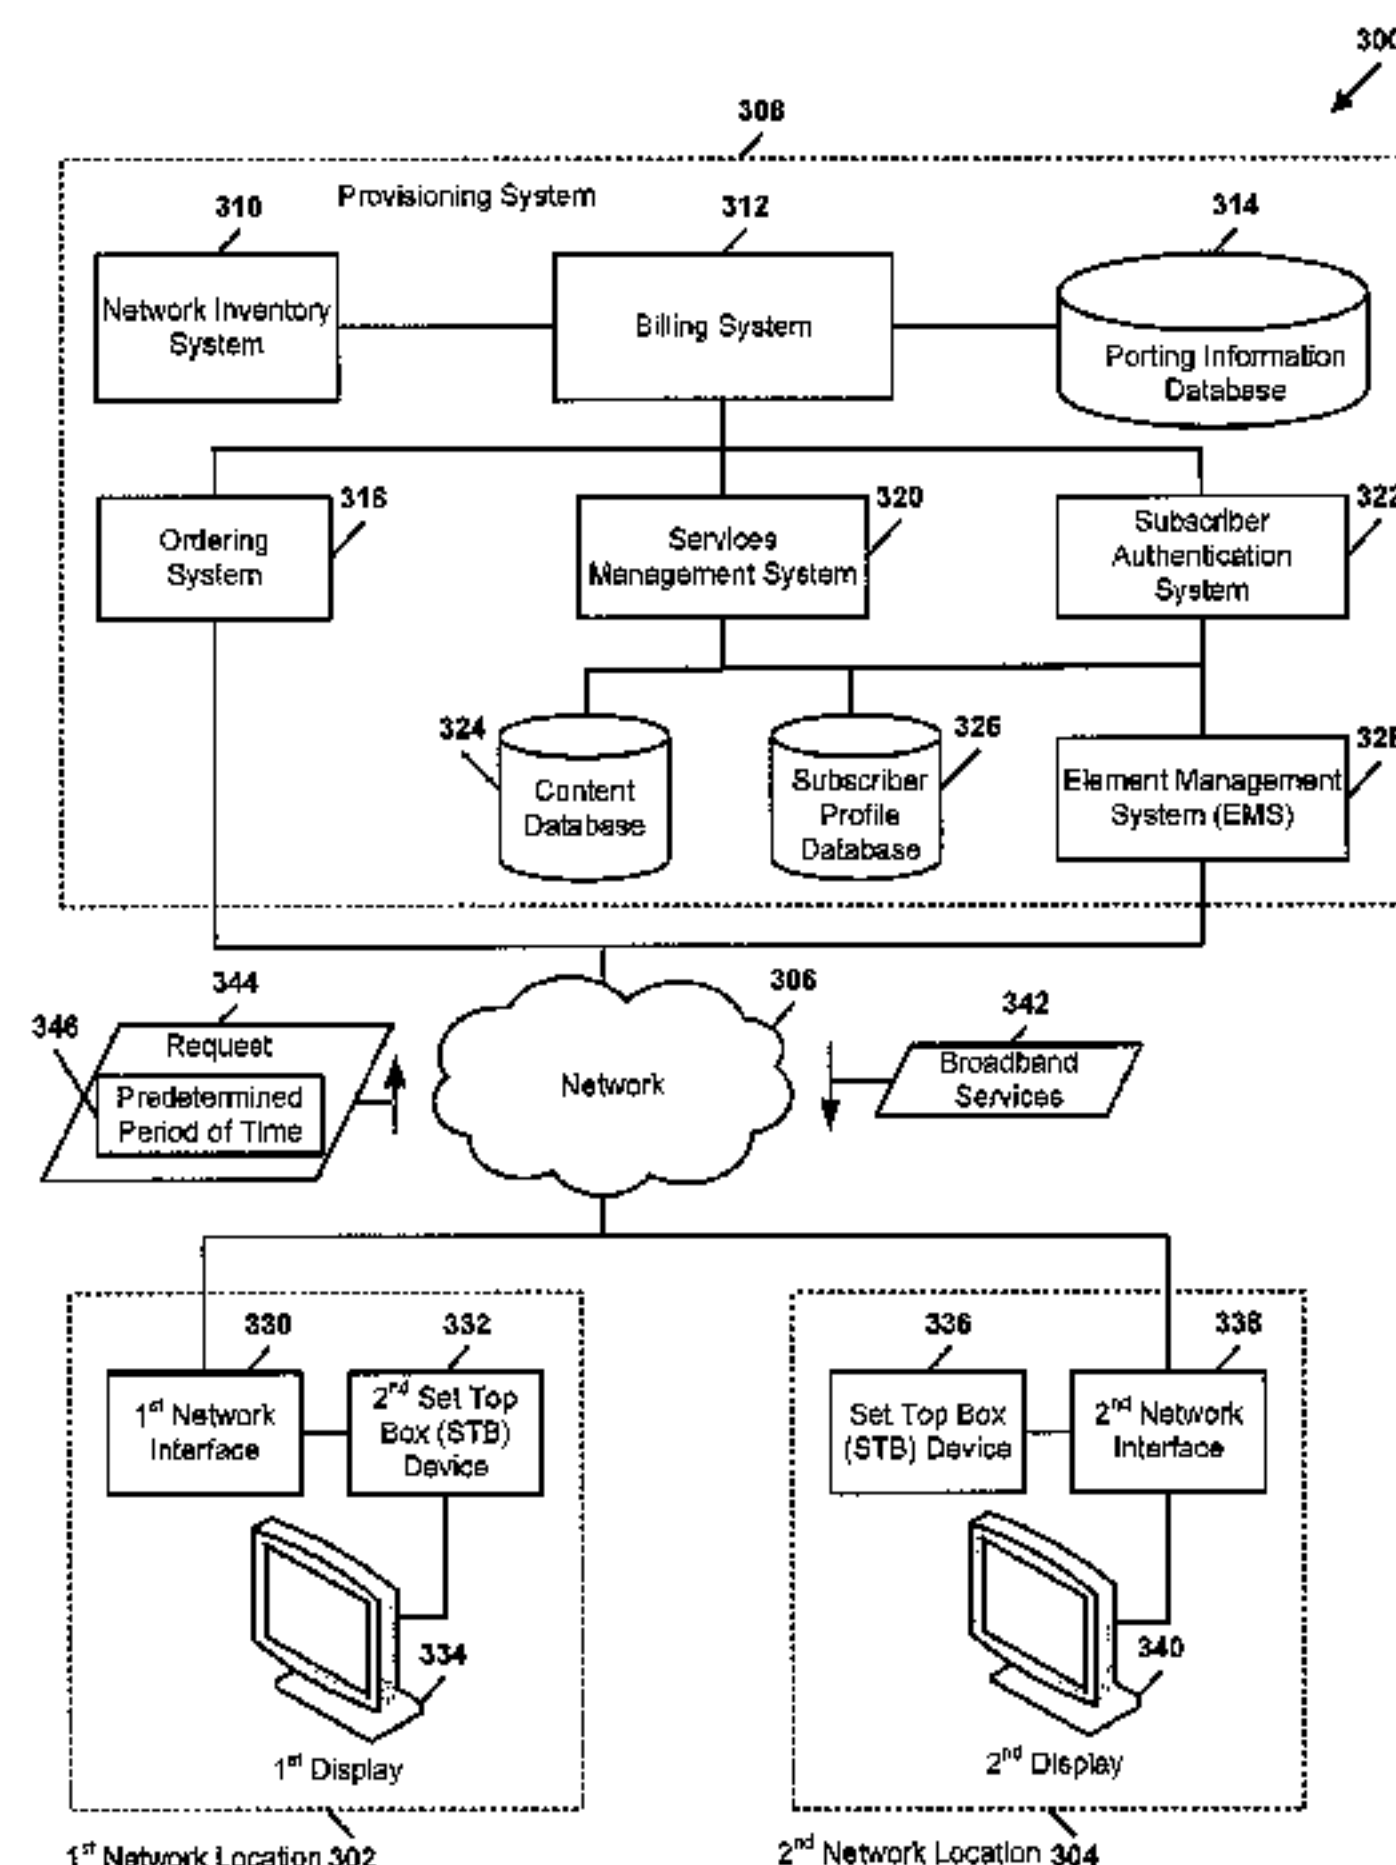 300
308
Provisioning System
310
312
314
Network Inventory
System
Billing System
Porting Information
Database
316
320
322
Ordering
System
Services
Management System
Subscriber
Authentication
System
324
326
328
Content
Database
Subscriber
Profile
Database
Element Management
System (EMS)
344
306
342
346
Request
Predetermined
Period of Time
Network
Broadband
Services
330
332
336
338
1st Network
Interface
2nd Set Top
Box (STB)
Device
Set Top Box
(STB) Device
2nd Network
Interface
334
340
1st Display
2nd Display
1st Network Location 302
2nd Network Location 304